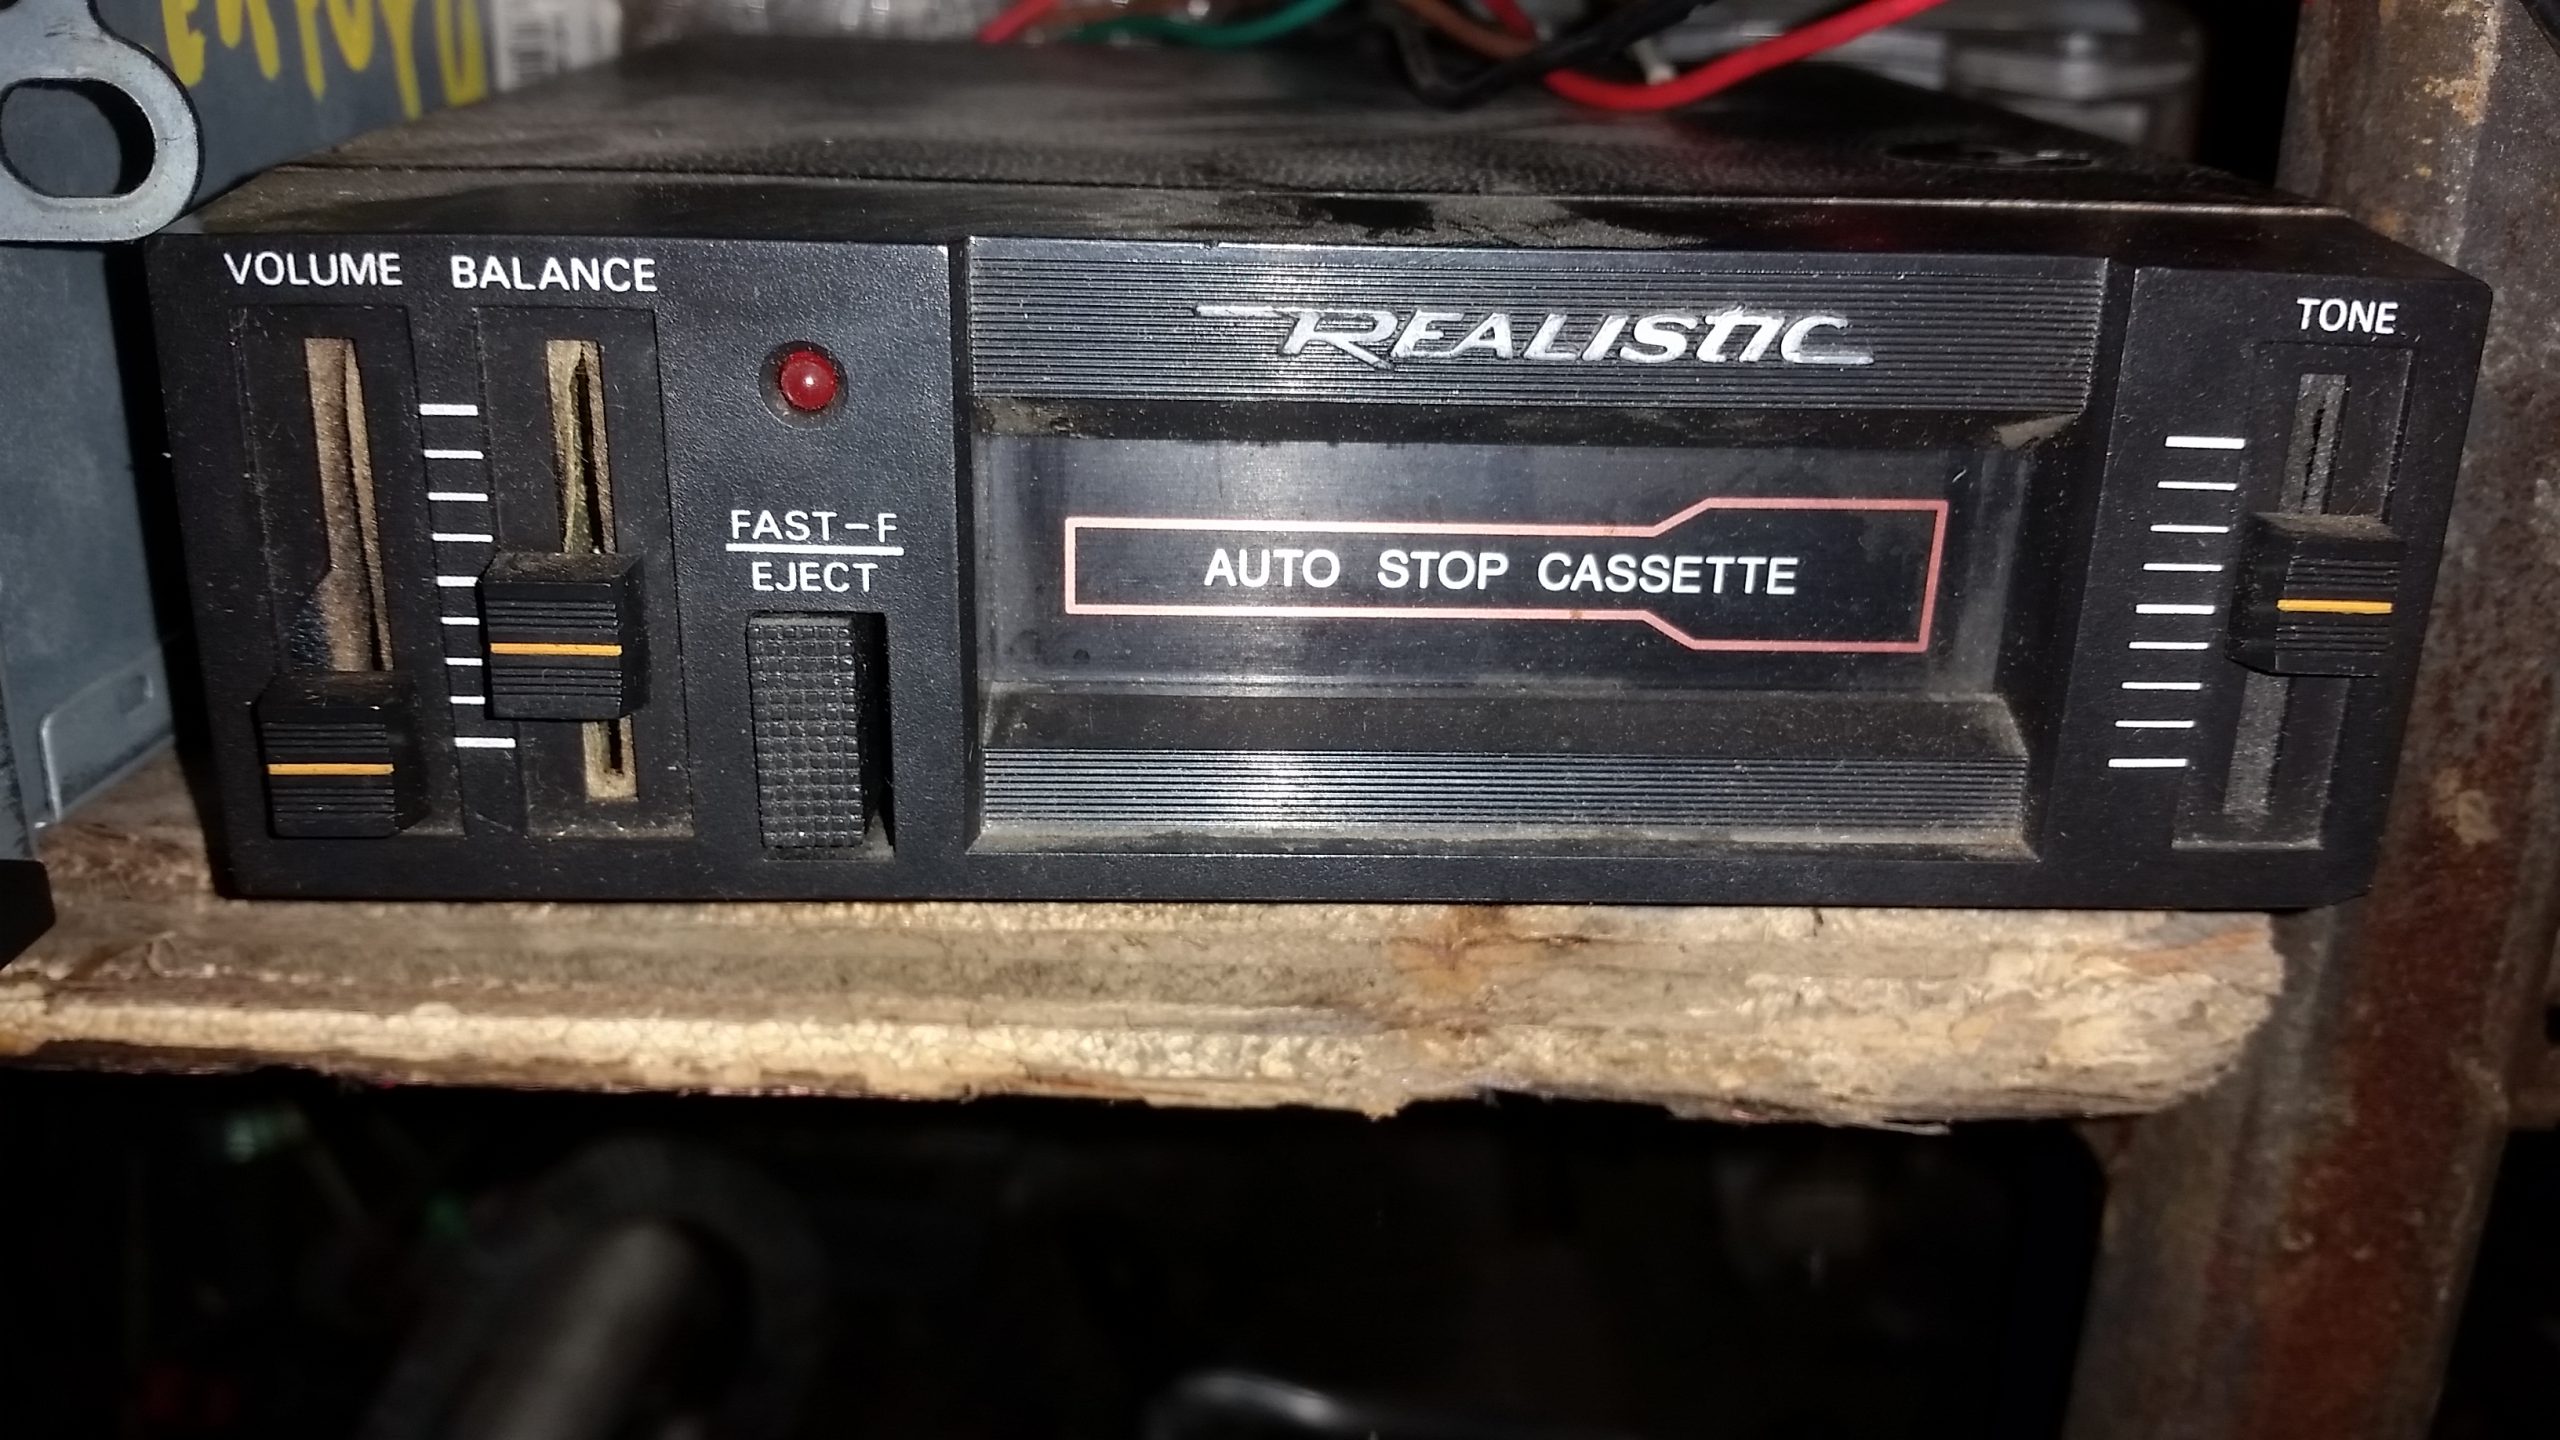 VOLUME BALANCE
REALISTIC
TONE
FAST-F
EJECT
AUTO STOP CASSETTE